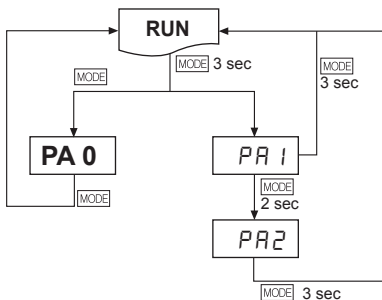 RUN
MODE 3 sec
MODE
MODE
3 sec
PA 0
PA 1
MODE
MODE
2 sec
PA2
MODE 3 sec